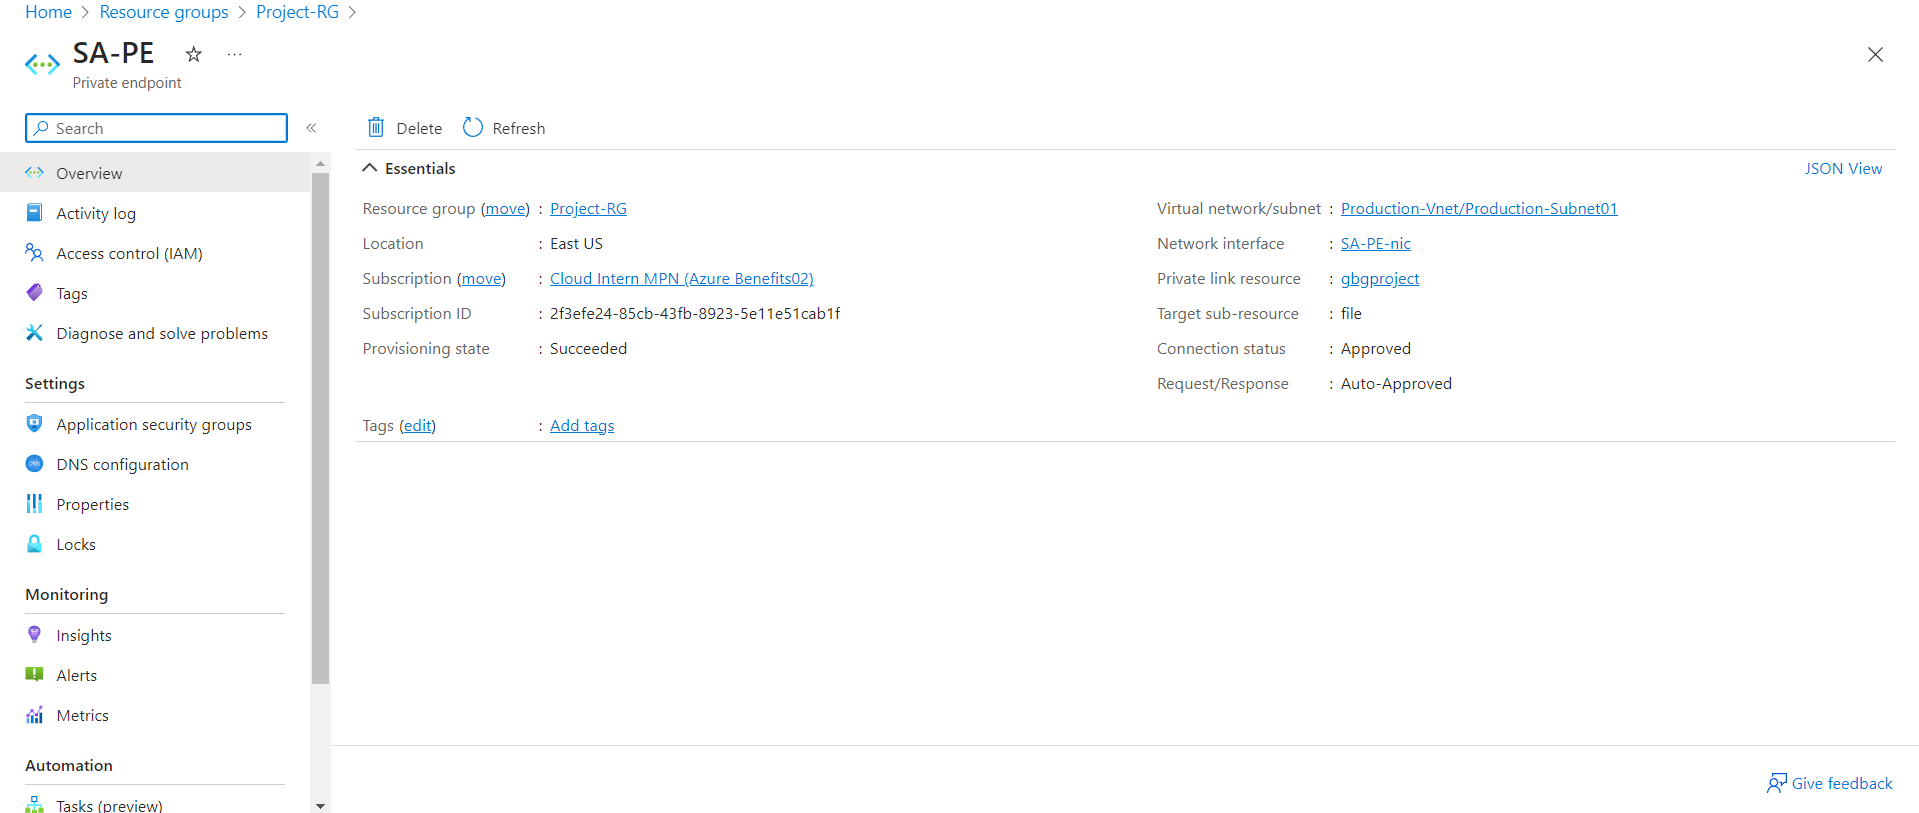 Home > Resource groups > Project-RG >
SA-PE ☆ ...
Private endpoint
Search «
Overview
Activity log
Access control (IAM)
Tags
Diagnose and solve problems
Settings
Application security groups
DNS configuration
Properties
Locks
Monitoring
Insights
Alerts
Metrics
Automation
Tasks (preview)
Delete Refresh
Essentials JSON View
Resource group (move) : Project-RG
Location : East US
Subscription (move) : Cloud Intern MPN (Azure Benefits02)
Subscription ID : 2f3efe24-85cb-43fb-8923-5e11e51cab1f
Provisioning state : Succeeded
Virtual network/subnet : Production-Vnet/Production-Subnet01
Network interface : SA-PE-nic
Private link resource : gbgproject
Target sub-resource : file
Connection status : Approved
Request/Response : Auto-Approved
Tags (edit) : Add tags
Give feedback